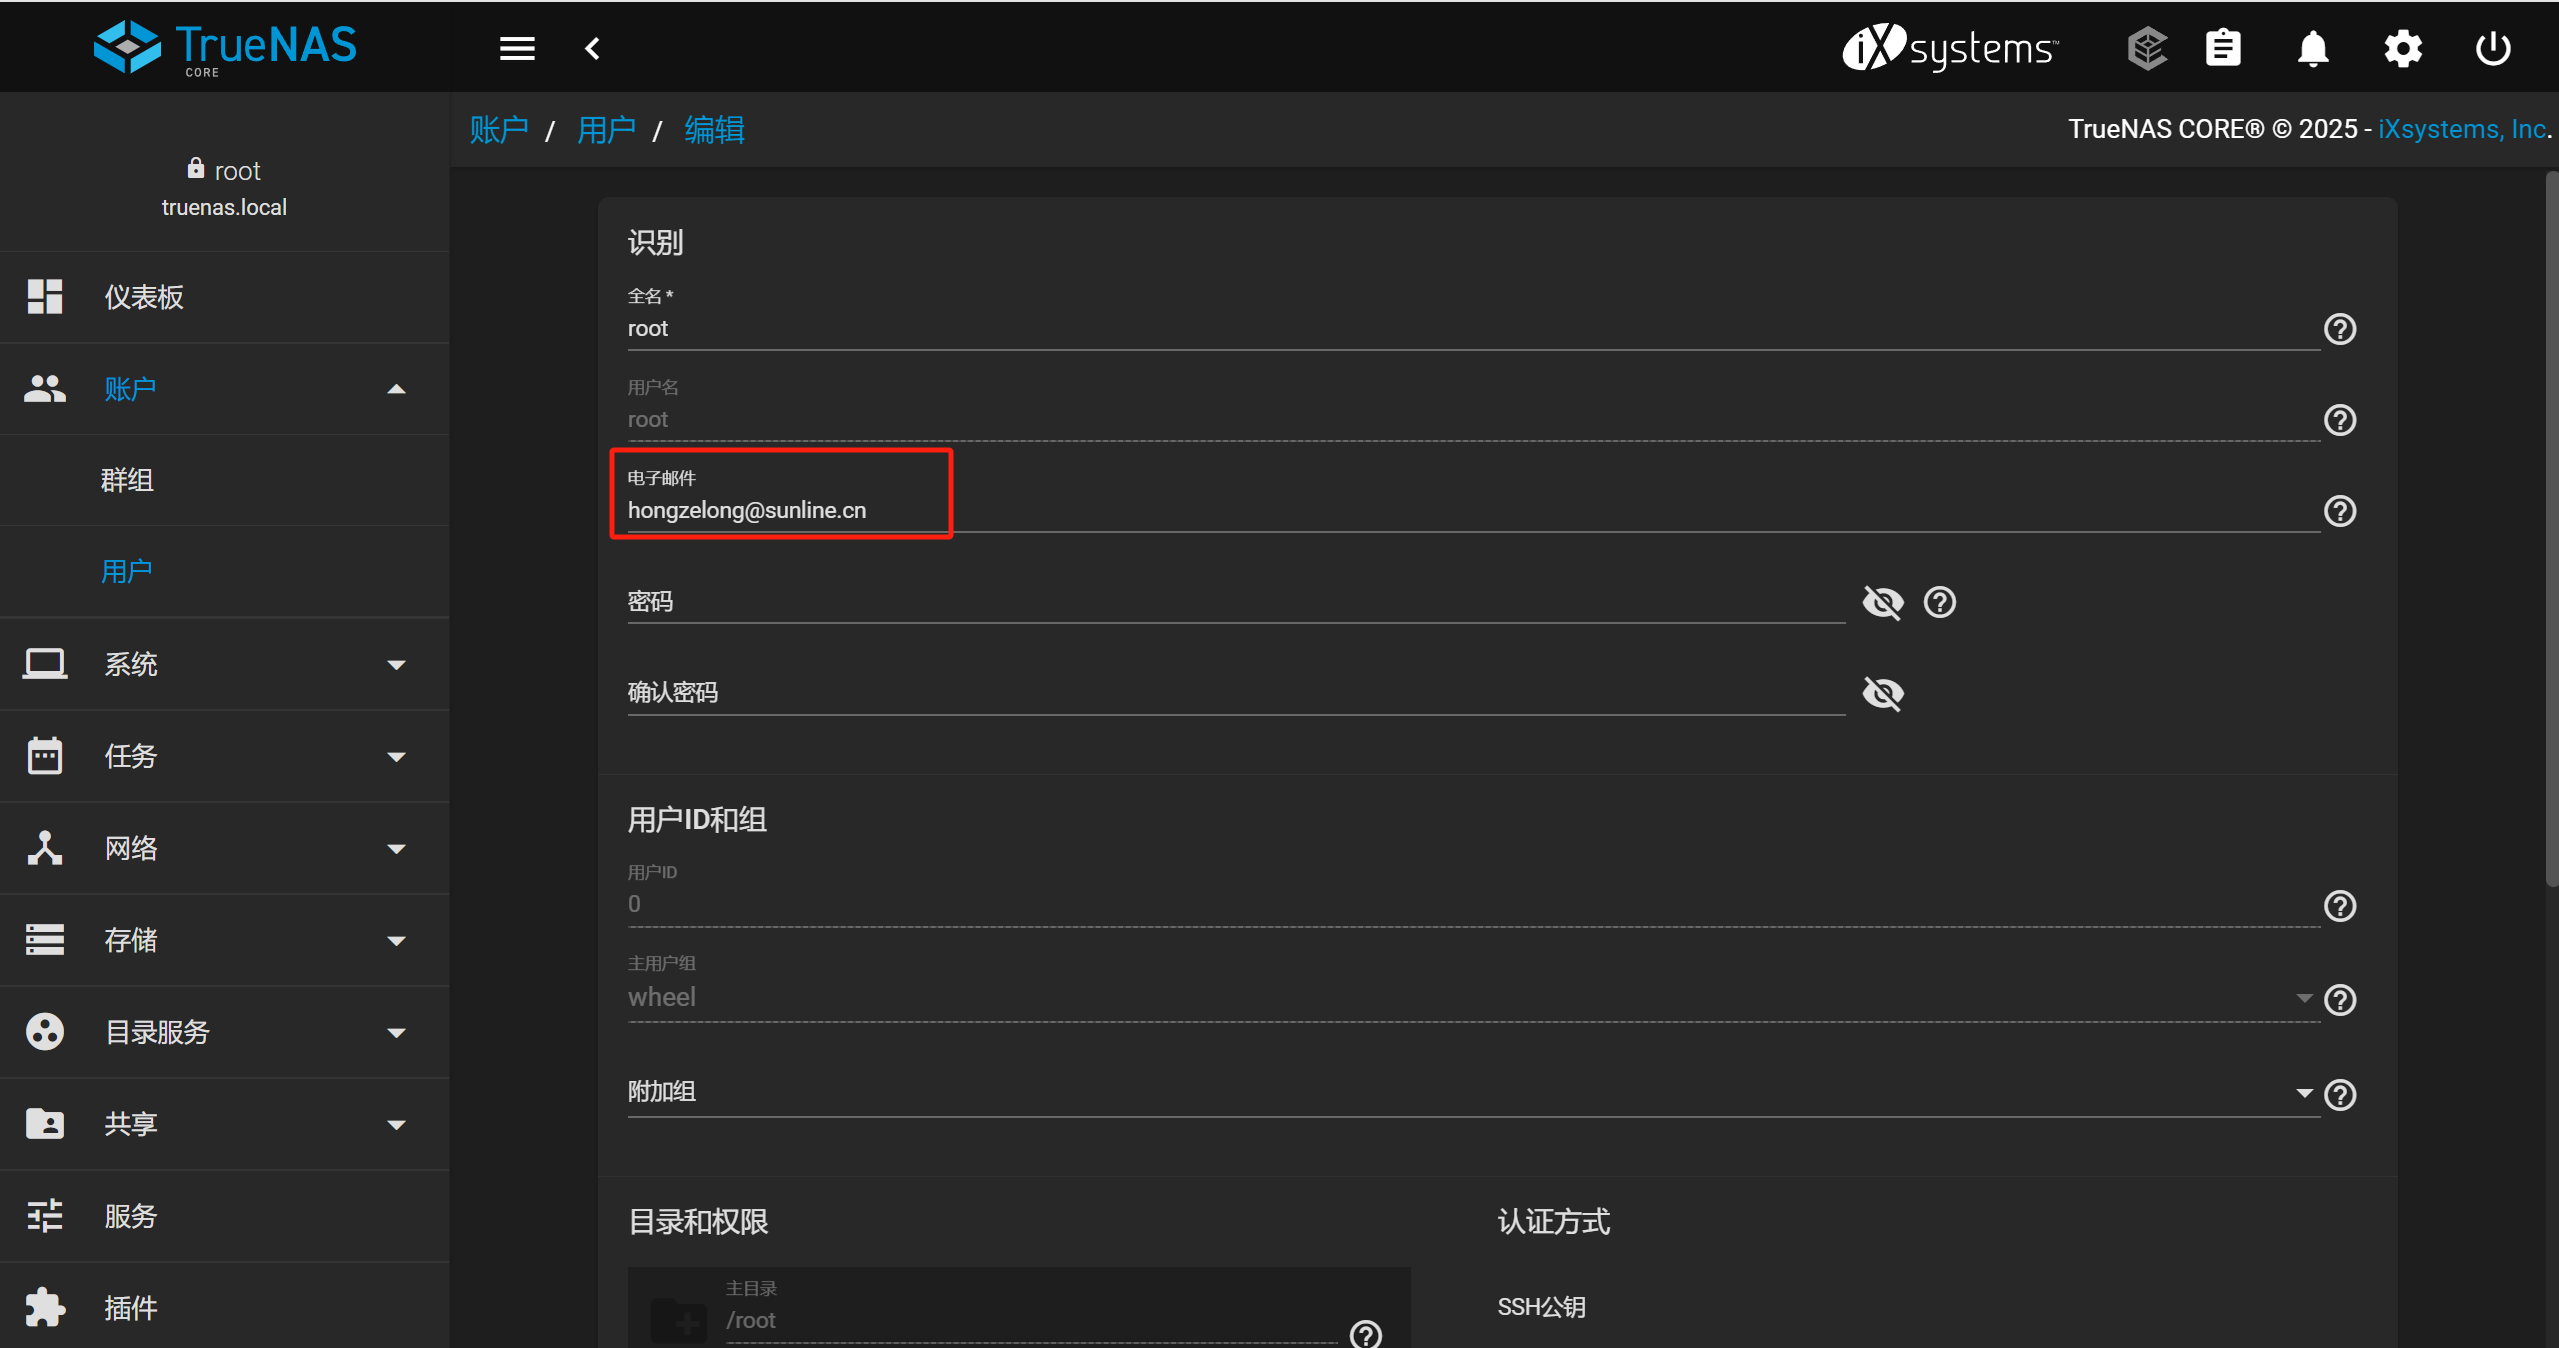 TrueNAS
CORE
iXsystems™
账户 / 用户 / 编辑
TrueNAS CORE® © 2025 - iXsystems, Inc.
root
truenas.local
仪表板
账户
群组
用户
系统
任务
网络
存储
目录服务
共享
服务
插件
识别
全名 *
root
用户名
root
电子邮件
hongzelong@sunline.cn
密码
确认密码
用户ID和组
用户ID
0
主用户组
wheel
附加组
目录和权限
主目录
/root
认证方式
SSH公钥